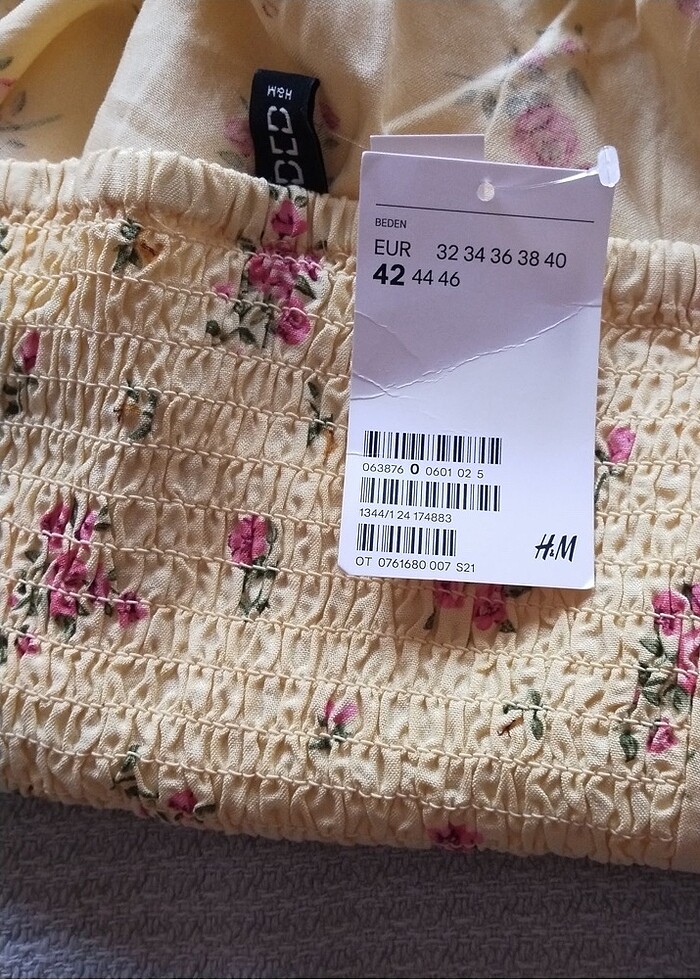 H&M
BEDEN
EUR 32 34 36 38 40
42 44 46
063876 0 0601 02 5
1344/1 24 174883
H&M
OT 0761680 007 S21